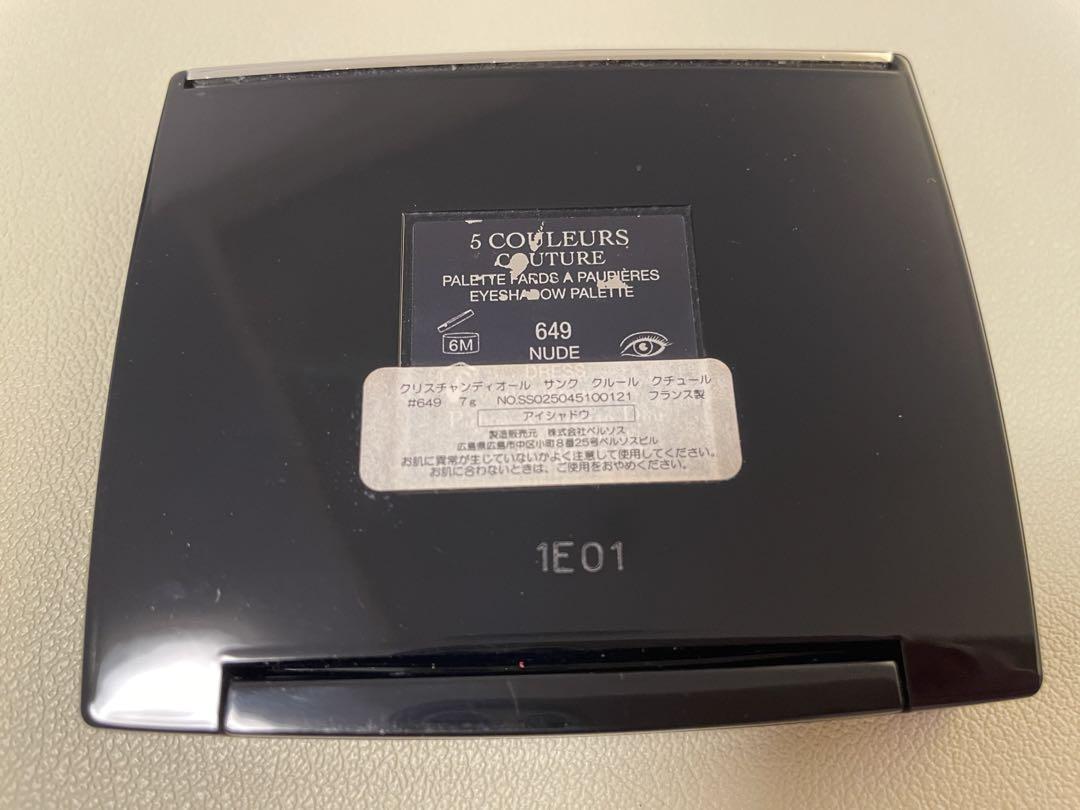 5 COULEURS
COUTURE
PALETTE FARDS A PAUPIÈRES
EYESHADOW PALETTE
6M
649
NUDE
DRESS
クリスチャンディオール サンク クルール クチュール
#649 7g NO.SS025045100121 フランス製
アイシャドウ
製造販売元 株式会社ベルソス
広島県広島市中区小町8番25号ベルソスビル
お肌に異常が生じていないかよく注意して使用してください。
お肌に合わないときは、ご使用をおやめください。
1E01